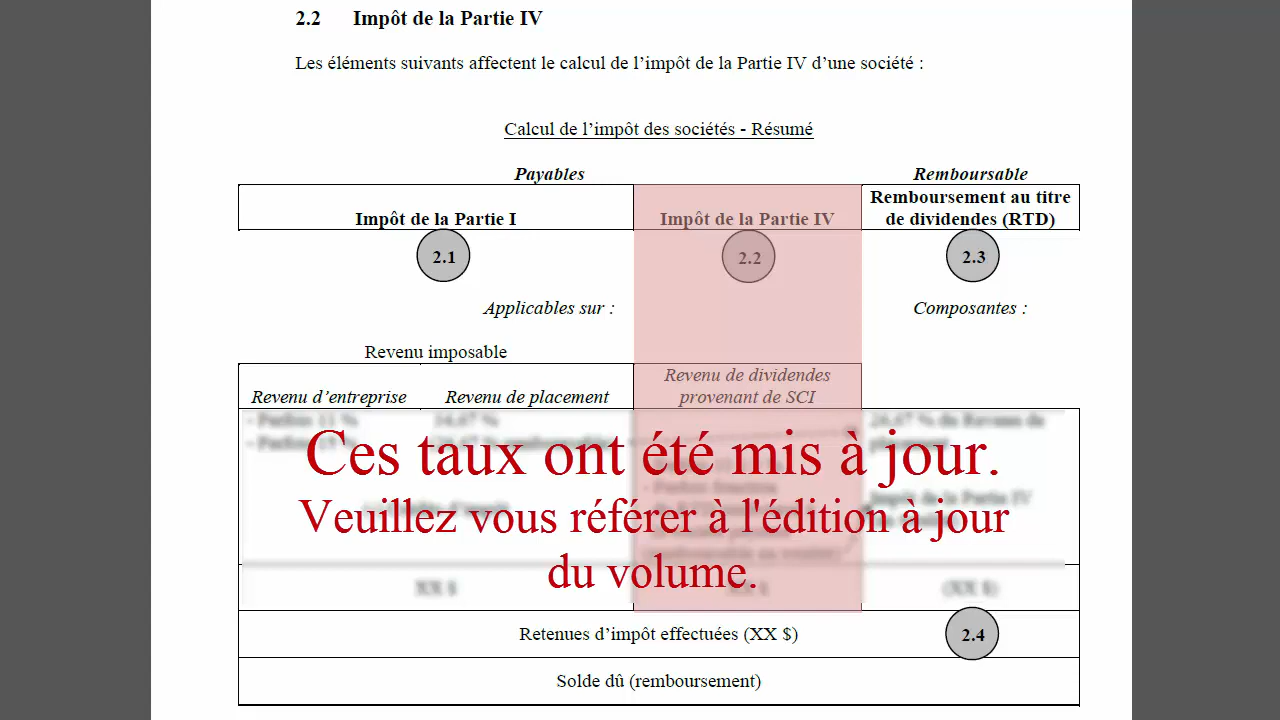 2.2 Impôt de la Partie IV
Les éléments suivants affectent le calcul de l'impôt de la Partie IV d'une société :
Calcul de l'impôt des sociétés - Résumé
Payables
Remboursable
Impôt de la Partie I
Impôt de la Partie IV
Remboursement au titre
de dividendes (RTD)
2.1
2.2
2.3
Applicables sur :
Composantes :
Revenu imposable
Revenu d'entreprise
Revenu de placement
Revenu de dividendes
provenant de SCI
Ces taux ont été mis à jour.
Veuillez vous référer à l'édition à jour
du volume.
XX $
XX $
(XX $)
Retenues d'impôt effectuées (XX $)
2.4
Solde dû (remboursement)